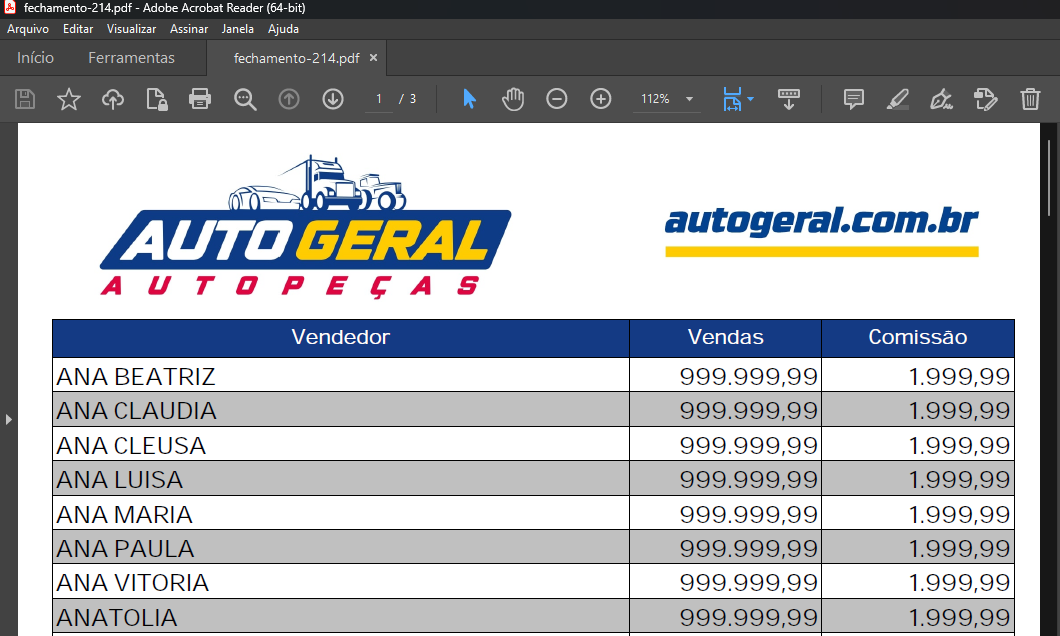 fechamento-214.pdf - Adobe Acrobat Reader (64-bit)
Arquivo Editar Visualizar Assinar Janela Ajuda
Início Ferramentas fechamento-214.pdf ×
1 / 3 112%
AUTO GERAL
AUTOPEÇAS
autogeral.com.br
Vendedor Vendas Comissão
ANA BEATRIZ 999.999,99 1.999,99
ANA CLAUDIA 999.999,99 1.999,99
ANA CLEUSA 999.999,99 1.999,99
ANA LUISA 999.999,99 1.999,99
ANA MARIA 999.999,99 1.999,99
ANA PAULA 999.999,99 1.999,99
ANA VITORIA 999.999,99 1.999,99
ANATOLIA 999.999,99 1.999,99